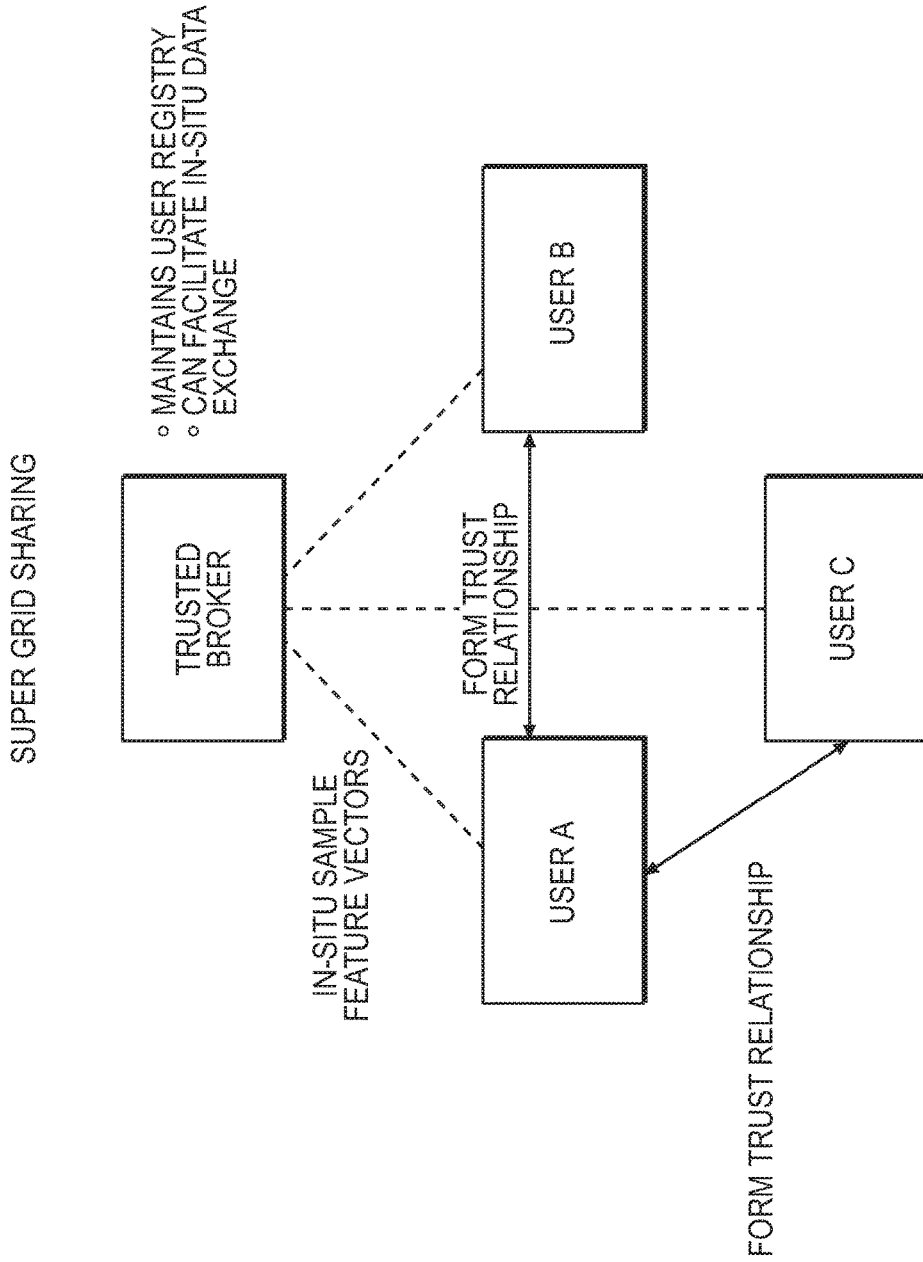 SUPER GRID SHARING
TRUSTED
BROKER
◦ MAINTAINS USER REGISTRY
◦ CAN FACILITATE IN-SITU DATA
EXCHANGE
IN-SITU SAMPLE
FEATURE VECTORS
USER A
FORM TRUST
RELATIONSHIP
USER B
FORM TRUST RELATIONSHIP
USER C